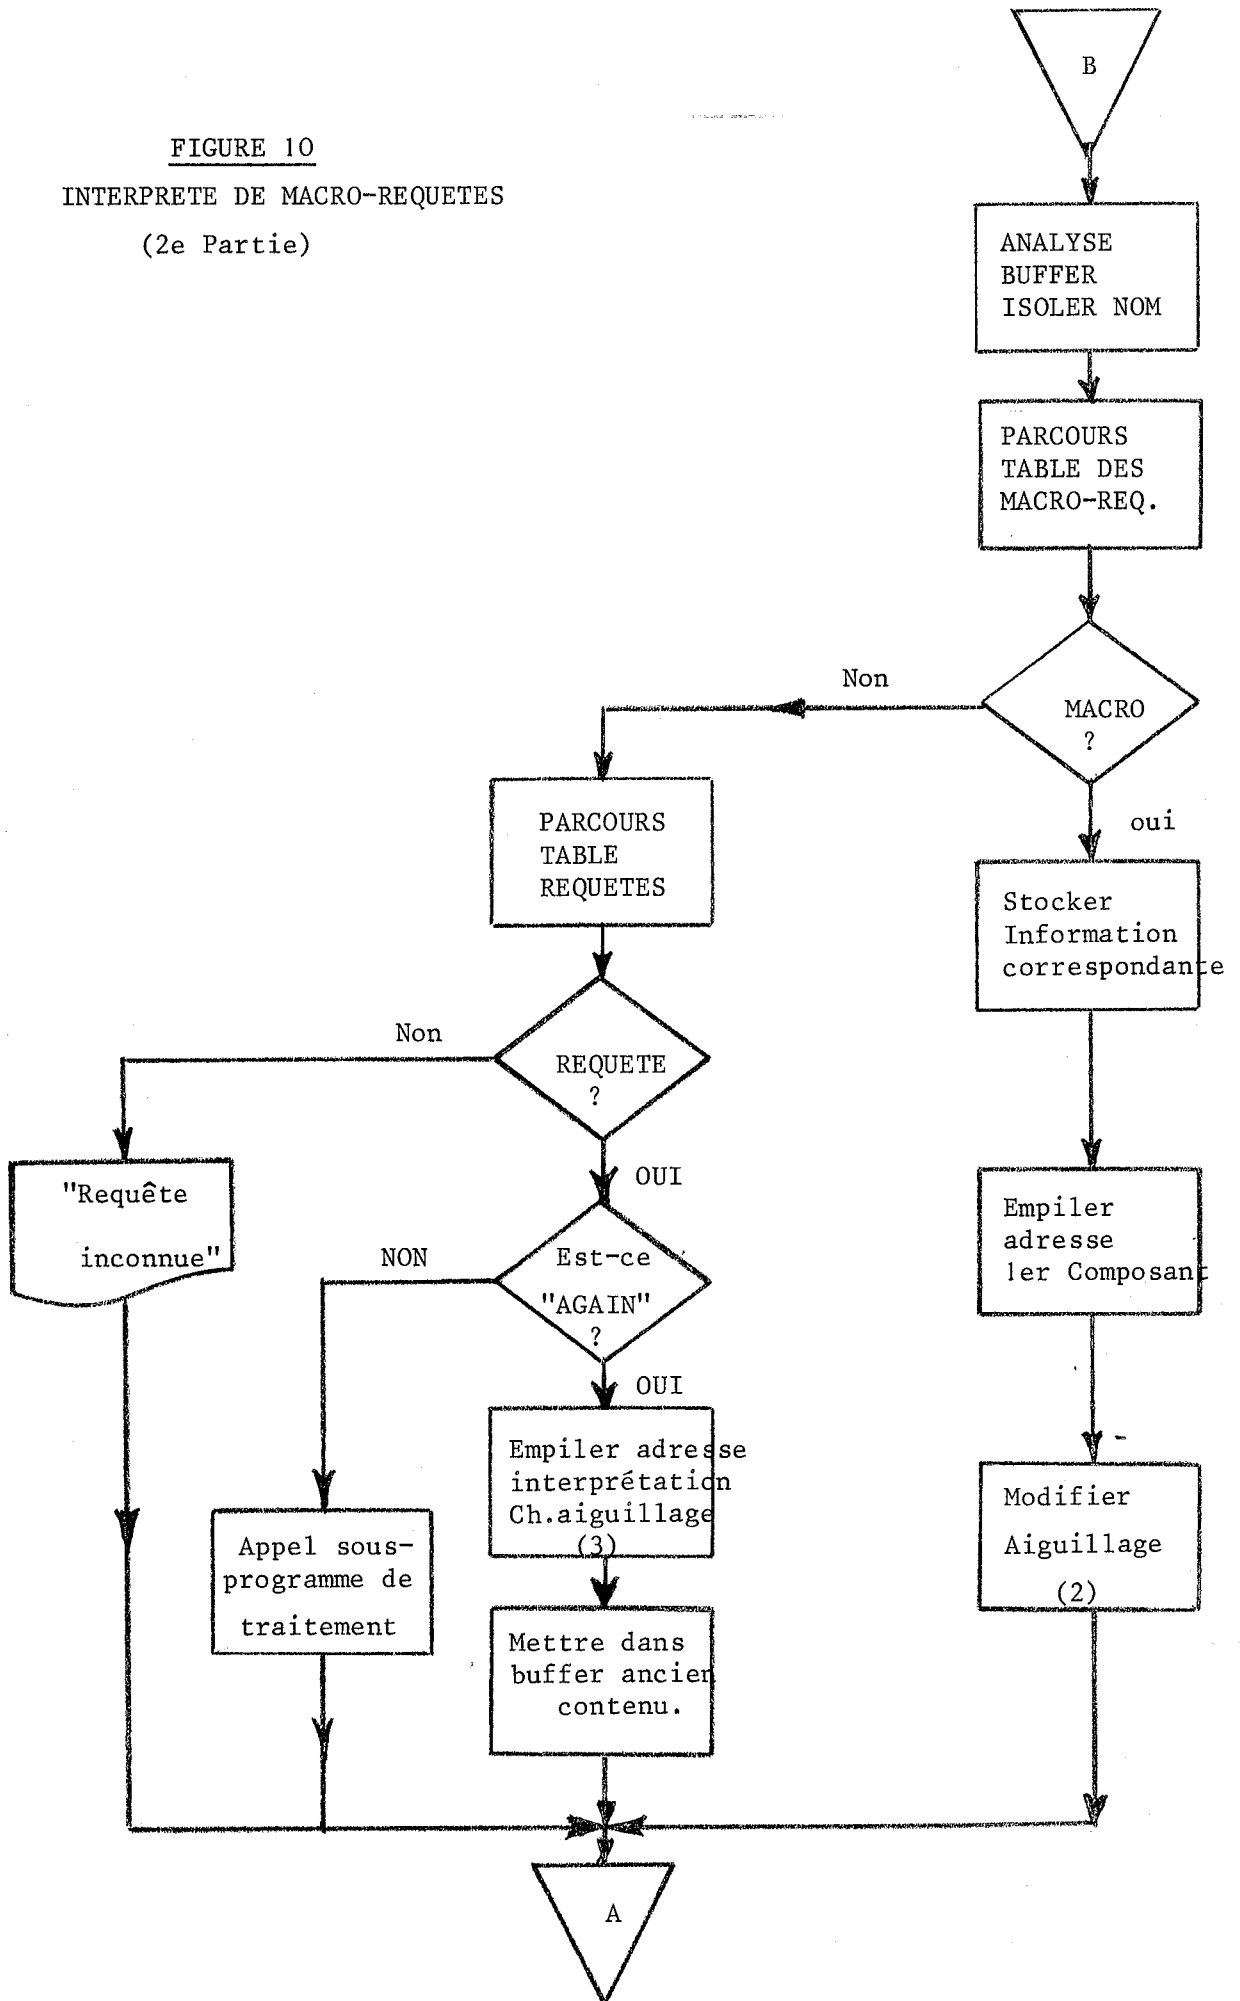 B
FIGURE 10
INTERPRETE DE MACRO-REQUETES
(2e Partie)
ANALYSE
BUFFER
ISOLER NOM
PARCOURS
TABLE DES
MACRO-REQ.
Non
MACRO
?
oui
PARCOURS
TABLE
REQUETES
Stocker
Information
correspondante
Non
REQUETE
?
OUI
"Requête
inconnue"
NON
Est-ce
"AGAIN"
?
OUI
Empiler
adresse
1er Composant
Empiler adresse
interprétation
Ch.aiguillage
(3)
Modifier
Aiguillage
(2)
Appel sous-
programme de
traitement
Mettre dans
buffer ancien
contenu.
A